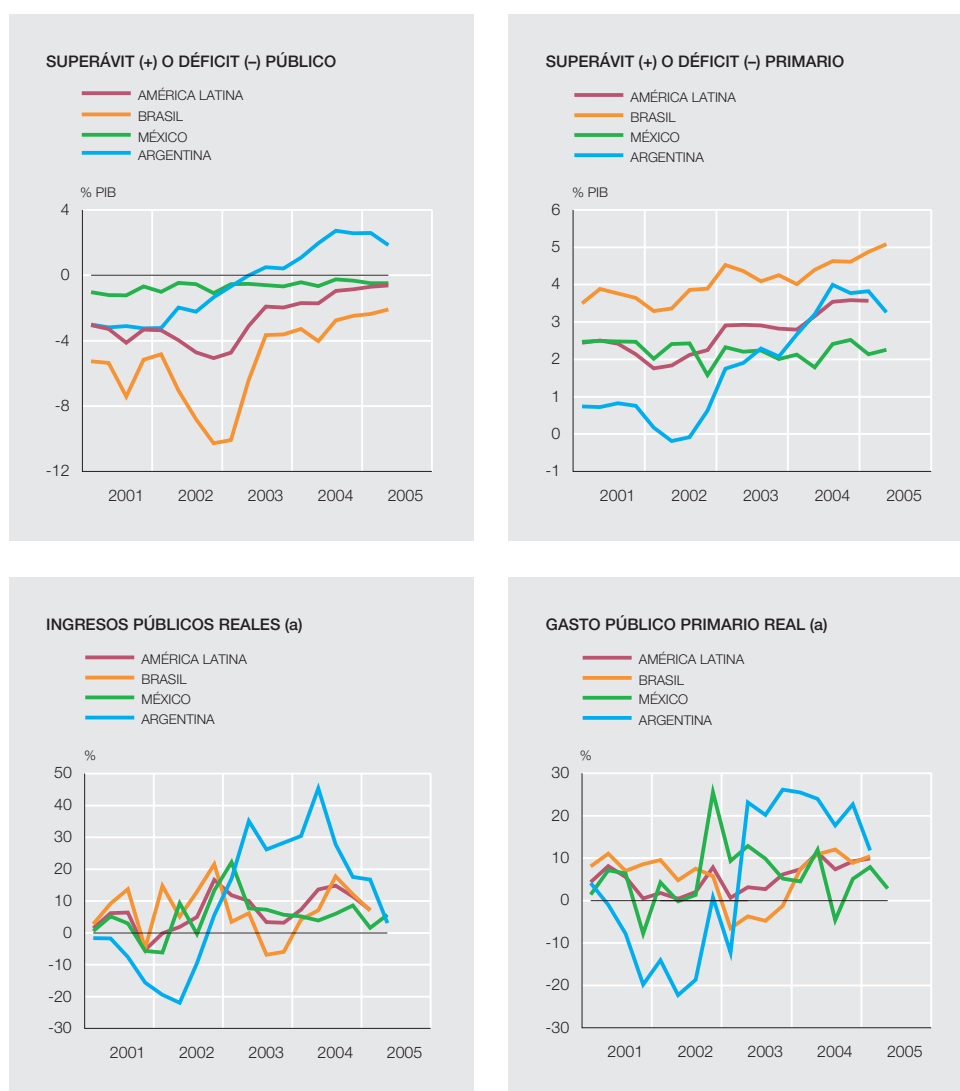 SUPERÁVIT (+) O DÉFICIT (–) PÚBLICO
AMÉRICA LATINA
BRASIL
MÉXICO
ARGENTINA
% PIB
4
0
-4
-8
-12
2001 2002 2003 2004 2005
SUPERÁVIT (+) O DÉFICIT (–) PRIMARIO
AMÉRICA LATINA
BRASIL
MÉXICO
ARGENTINA
% PIB
6
5
4
3
2
1
0
-1
2001 2002 2003 2004 2005
INGRESOS PÚBLICOS REALES (a)
AMÉRICA LATINA
BRASIL
MÉXICO
ARGENTINA
%
50
40
30
20
10
0
-10
-20
-30
2001 2002 2003 2004 2005
GASTO PÚBLICO PRIMARIO REAL (a)
AMÉRICA LATINA
BRASIL
MÉXICO
ARGENTINA
%
30
20
10
0
-10
-20
-30
2001 2002 2003 2004 2005